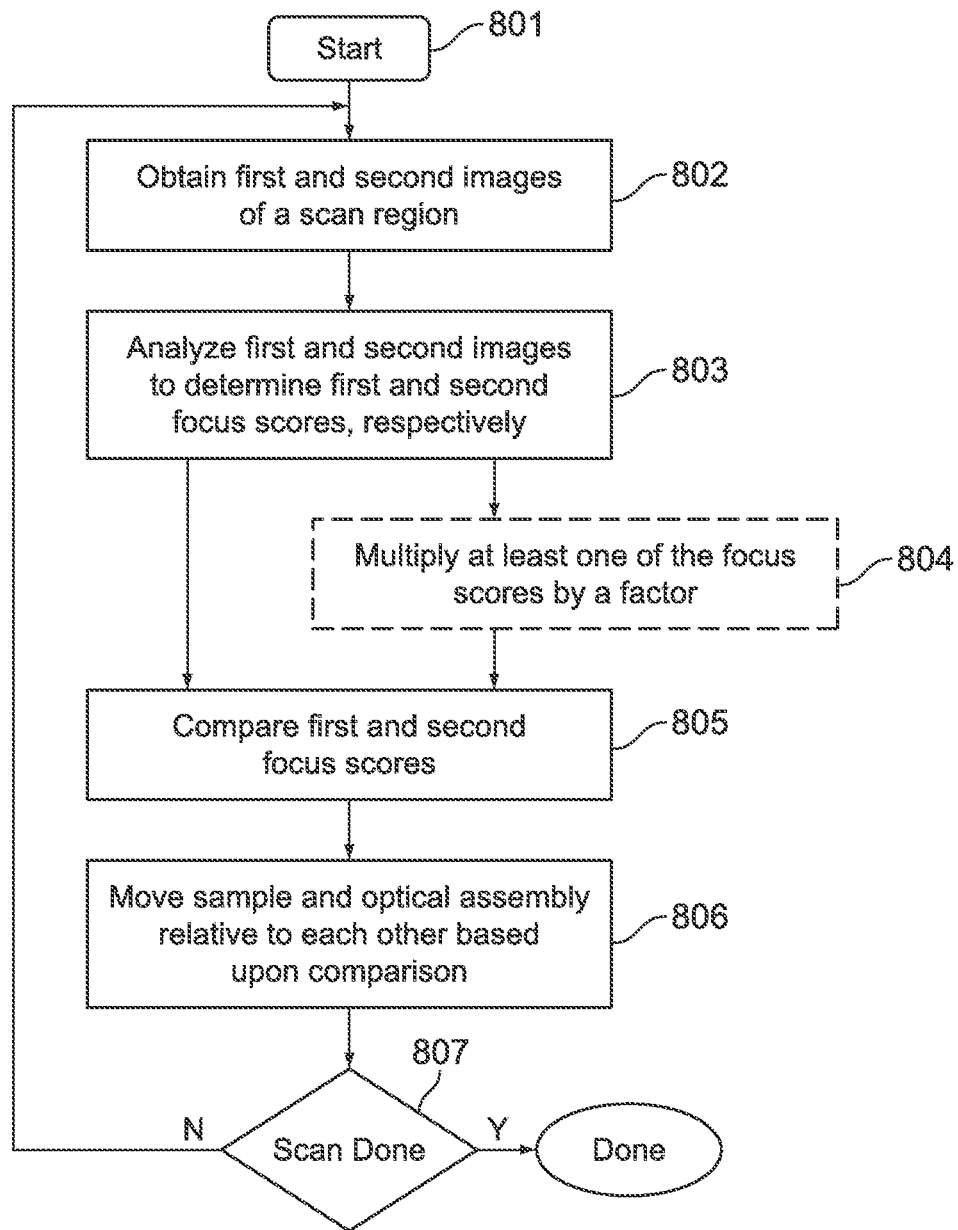 Start
801
Obtain first and second images
of a scan region
802
Analyze first and second images
to determine first and second
focus scores, respectively
803
Multiply at least one of the focus
scores by a factor
804
Compare first and second
focus scores
805
Move sample and optical assembly
relative to each other based
upon comparison
806
807
N
Scan Done
Y
Done